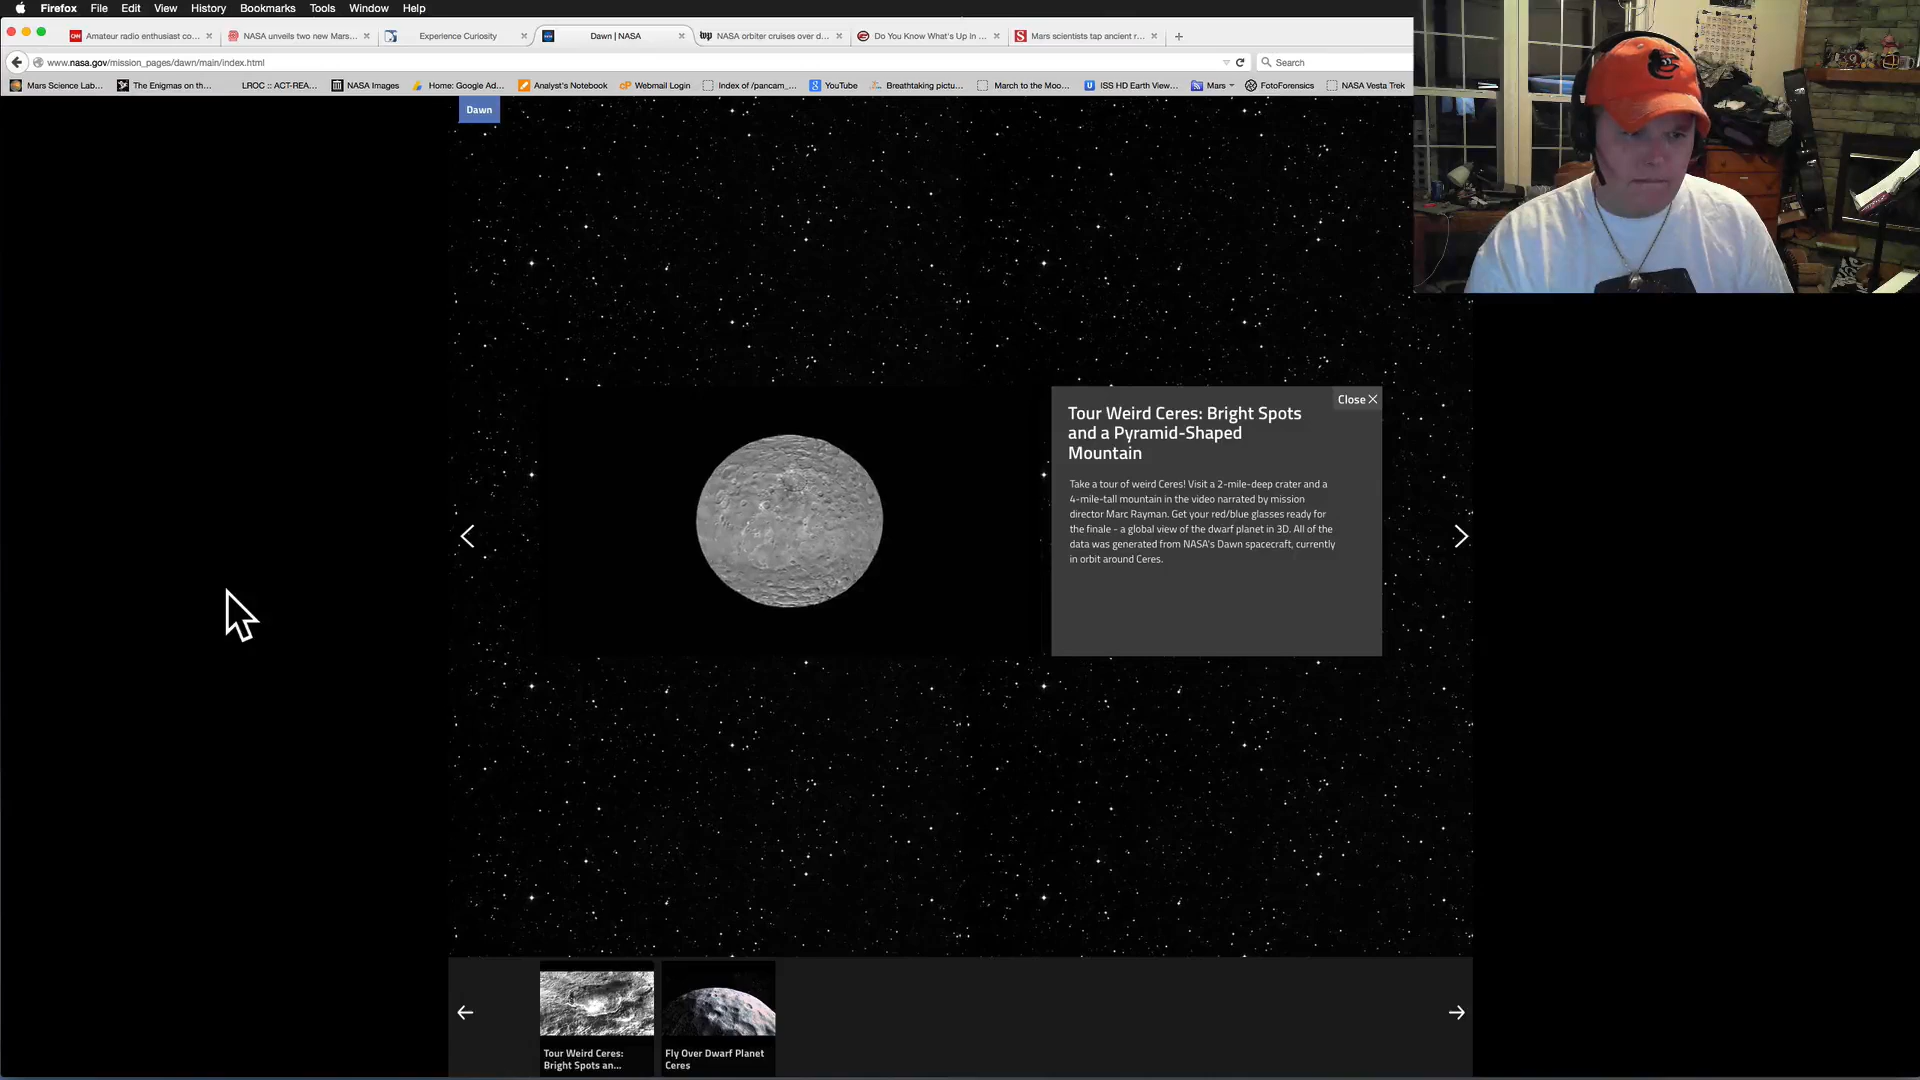 Firefox File Edit View History Bookmarks Tools Window Help
Amateur radio enthusiast co... NASA unveils two new Mars... Experience Curiosity Dawn | NASA NASA orbiter cruises over d... Do You Know What's Up in ... Mars scientists tap ancient r...
www.nasa.gov/mission_pages/dawn/main/index.html Search
Mars Science Lab... The Enigmas on th... LROC :: ACT-REA... NASA Images Home: Google Ad... Analyst's Notebook Webmail Login Index of /pancam_... YouTube Breathtaking pictu... March to the Moo... ISS HD Earth View... Mars FotoForensics NASA Vesta Trek
Dawn
Close
Tour Weird Ceres: Bright Spots
and a Pyramid-Shaped
Mountain
Take a tour of weird Ceres! Visit a 2-mile-deep crater and a
4-mile-tall mountain in the video narrated by mission
director Marc Rayman. Get your red/blue glasses ready for
the finale - a global view of the dwarf planet in 3D. All of the
data was generated from NASA's Dawn spacecraft, currently
in orbit around Ceres.
Tour Weird Ceres:
Bright Spots an...
Fly Over Dwarf Planet
Ceres